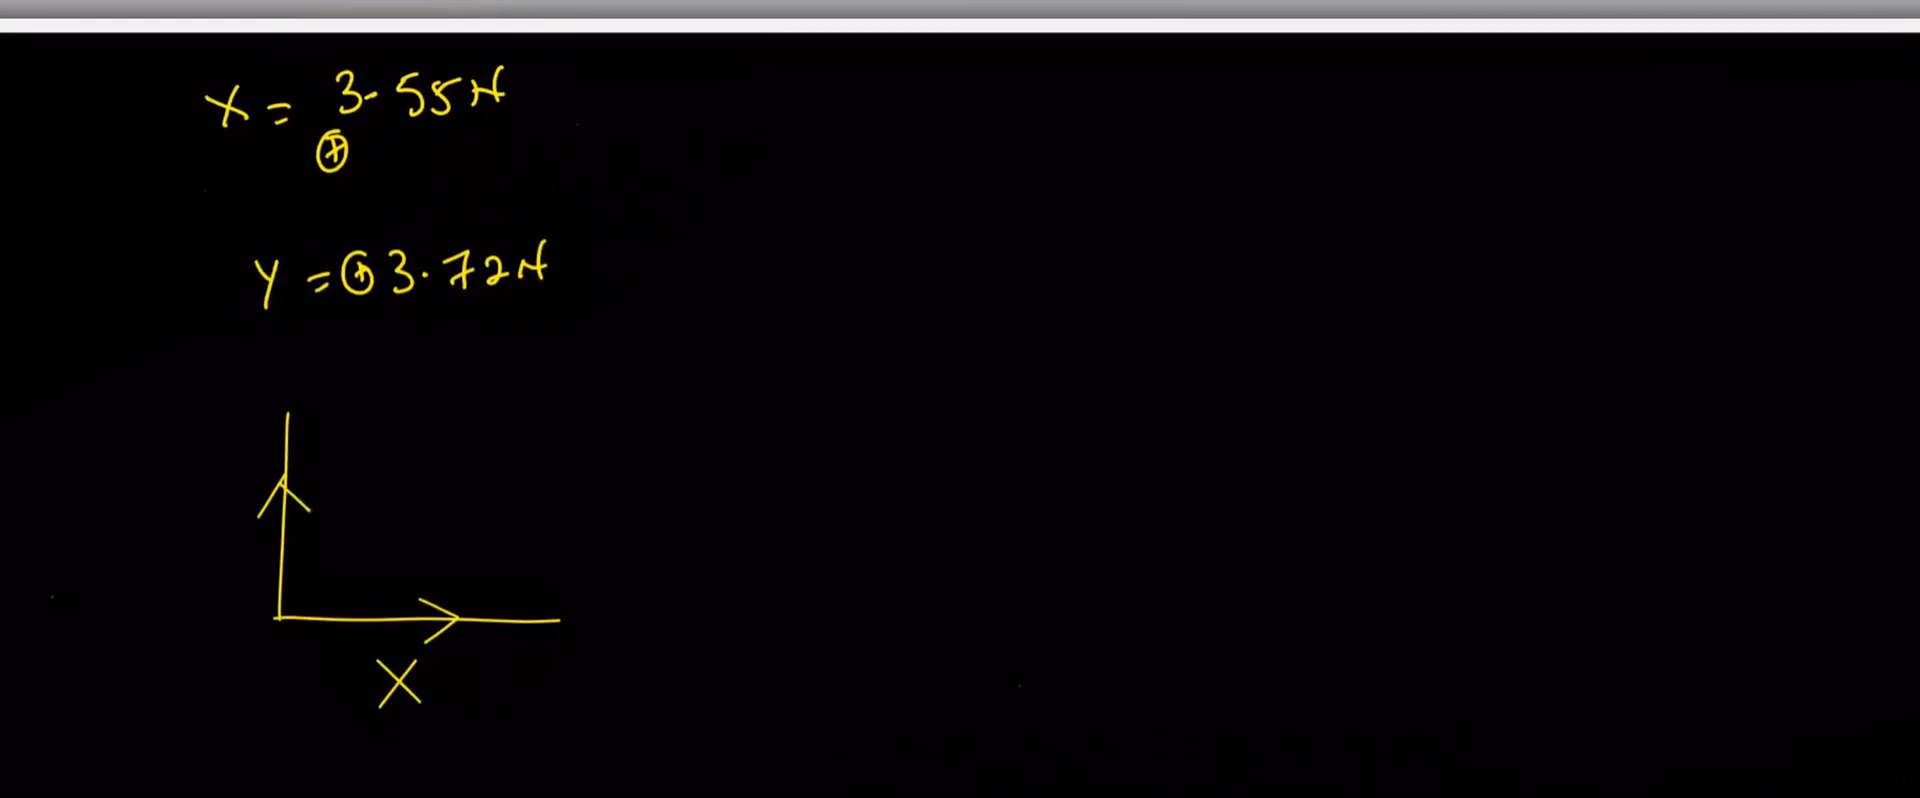 X = 3.55N
⊕
y = ⊕ 3.72N
X